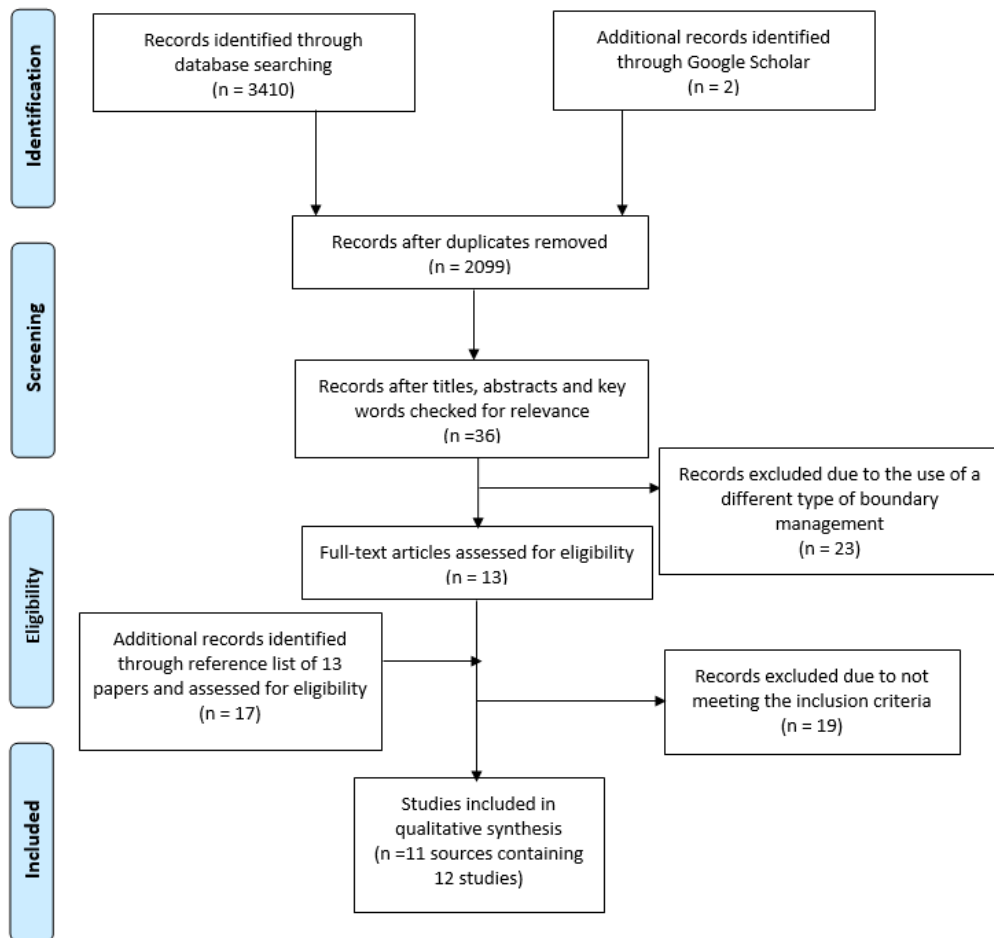 Identification
Records identified through
database searching
(n = 3410)
Additional records identified
through Google Scholar
(n = 2)
Screening
Records after duplicates removed
(n = 2099)
Records after titles, abstracts and key
words checked for relevance
(n =36)
Records excluded due to the use of a
different type of boundary
management
(n = 23)
Eligibility
Full-text articles assessed for eligibility
(n = 13)
Additional records identified
through reference list of 13
papers and assessed for eligibility
(n = 17)
Records excluded due to not
meeting the inclusion criteria
(n = 19)
Included
Studies included in
qualitative synthesis
(n =11 sources containing
12 studies)